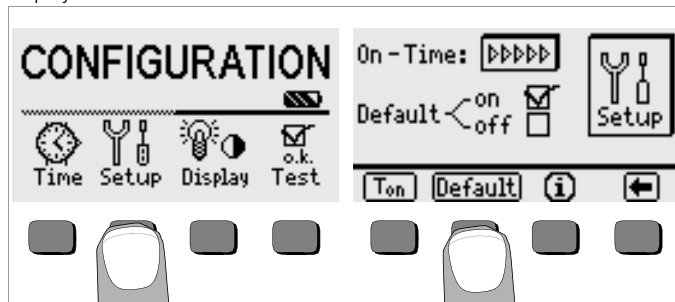 CONFIGURATION
Time Setup Display o.k. Test
On-Time:
Default on
off
Setup
Ton Default i